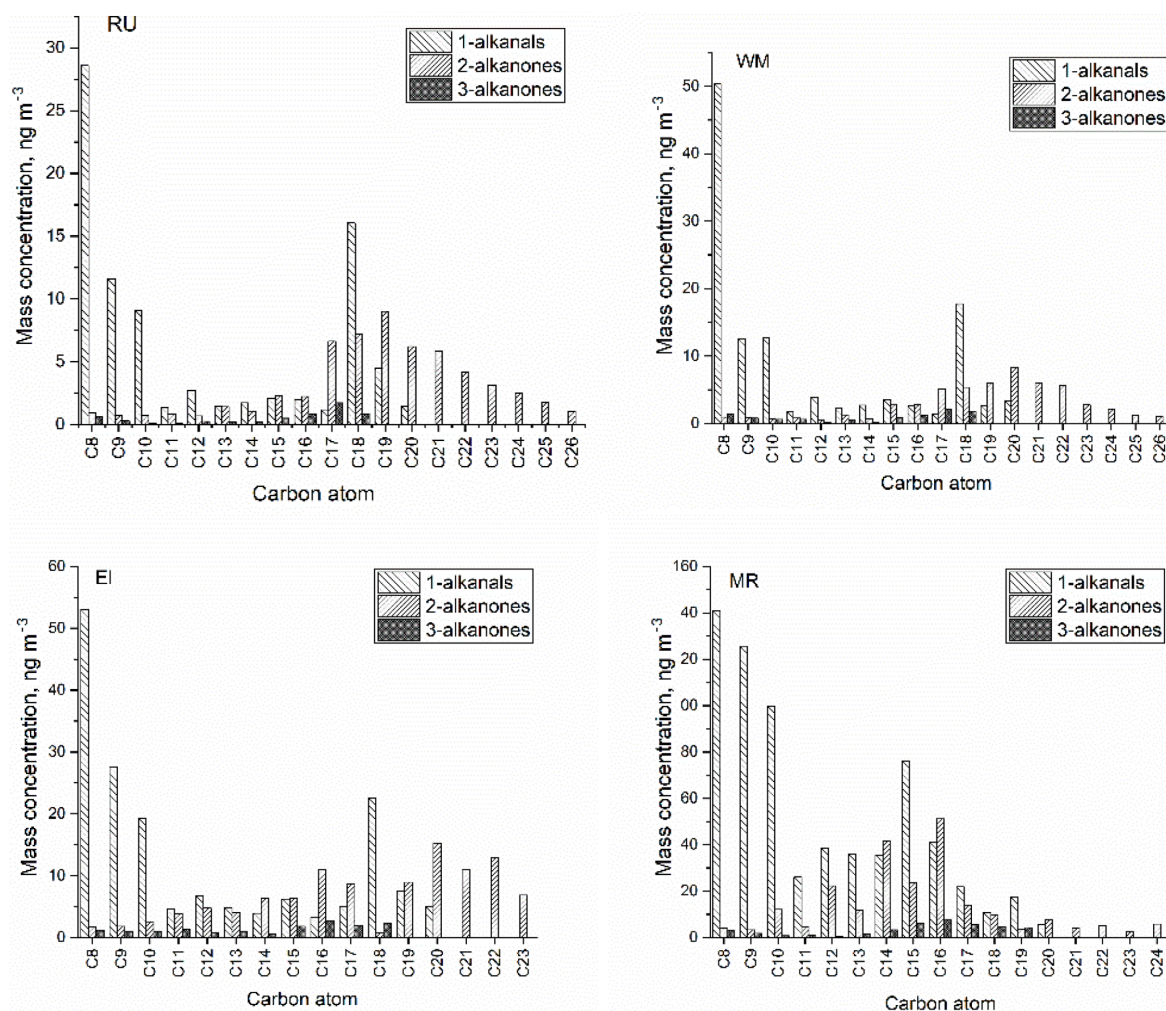 RU
1-alkanals
2-alkanones
3-alkanones
Mass concentration, ng m⁻³
30
25
20
15
10
5
0
C8 C9 C10 C11 C12 C13 C14 C15 C16 C17 C18 C19 C20 C21 C22 C23 C24 C25 C26
Carbon atom
WM
1-alkanals
2-alkanones
3-alkanones
Mass concentration, ng m⁻³
50
50
30
20
10
0
C8 C9 C10 C11 C12 C13 C14 C15 C16 C17 C18 C19 C20 C21 C22 C23 C24 C25 C26
Carbon atom
EI
1-alkanals
2-alkanones
3-alkanones
Mass concentration, ng m⁻³
60
50
40
30
20
10
0
C8 C9 C10 C11 C12 C13 C14 C15 C16 C17 C18 C19 C20 C21 C22 C23
Carbon atom
MR
1-alkanals
2-alkanones
3-alkanones
Mass concentration, ng m⁻³
160
40
20
00
80
60
40
20
0
C8 C9 C10 C11 C12 C13 C14 C15 C16 C17 C18 C19 C20 C21 C22 C23 C24
Carbon atom